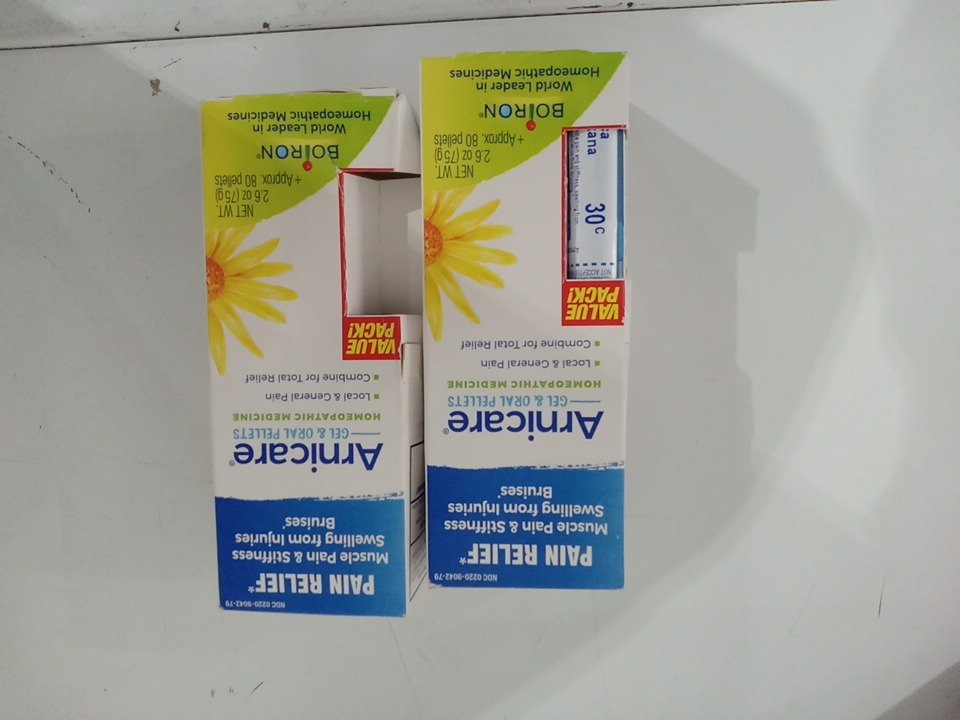 NDC 0220-9042-79
PAIN RELIEF*
Muscle Pain & Stiffness
Swelling from Injuries
Bruises*
Arnicare®
GEL & ORAL PELLETS
HOMEOPATHIC MEDICINE
Local & General Pain
Combine for Total Relief
VALUE
PACK!
NOT ACCEPT
30C
ana
NET WT.
2.6 oz (75g)
+ Approx. 80 pellets
BOIRON®
World Leader in
Homeopathic Medicines
NDC 0220-9042-79
PAIN RELIEF*
Muscle Pain & Stiffness
Swelling from Injuries
Bruises*
Arnicare®
GEL & ORAL PELLETS
HOMEOPATHIC MEDICINE
Local & General Pain
Combine for Total Relief
VALUE
PACK!
NET WT.
2.6 oz (75g)
+ Approx. 80 pellets
BOIRON®
World Leader in
Homeopathic Medicines